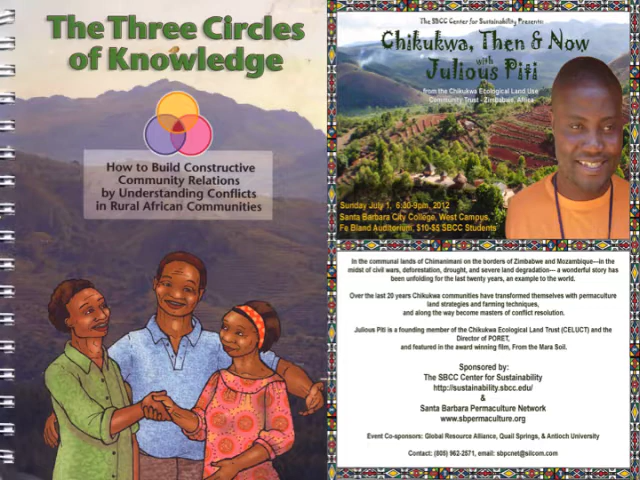 The Three Circles
of Knowledge
How to Build Constructive
Community Relations
by Understanding Conflicts
in Rural African Communities
The SBCC Center for Sustainability Presents:
Chikukwa, Then & Now
with
Julious Piti
from the Chikukwa Ecological Land Use
Community Trust - Zimbabwe, Africa
Sunday July 1, 6:30-9pm, 2012
Santa Barbara City College, West Campus,
Fe Bland Auditorium, $10-$5 SBCC Students
In the communal lands of Chimanimani on the borders of Zimbabwe and Mozambique---in the
midst of civil wars, deforestation, drought, and severe land degradation--- a wonderful story has
been unfolding for the last twenty years, an example to the world.
Over the last 20 years Chikukwa communities have transformed themselves with permaculture
land strategies and farming techniques,
and along the way become masters of conflict resolution.
Julious Piti is a founding member of the Chikukwa Ecological Land Trust (CELUCT) and the
Director of PORET,
and featured in the award winning film, From the Mara Soil.
Sponsored by:
The SBCC Center for Sustainability
http://sustainability.sbcc.edu/
&
Santa Barbara Permaculture Network
www.sbpermaculture.org
Event Co-sponsors: Global Resource Alliance, Quail Springs, & Antioch University
Contact: (805) 962-2571, email: sbpcnet@silcom.com